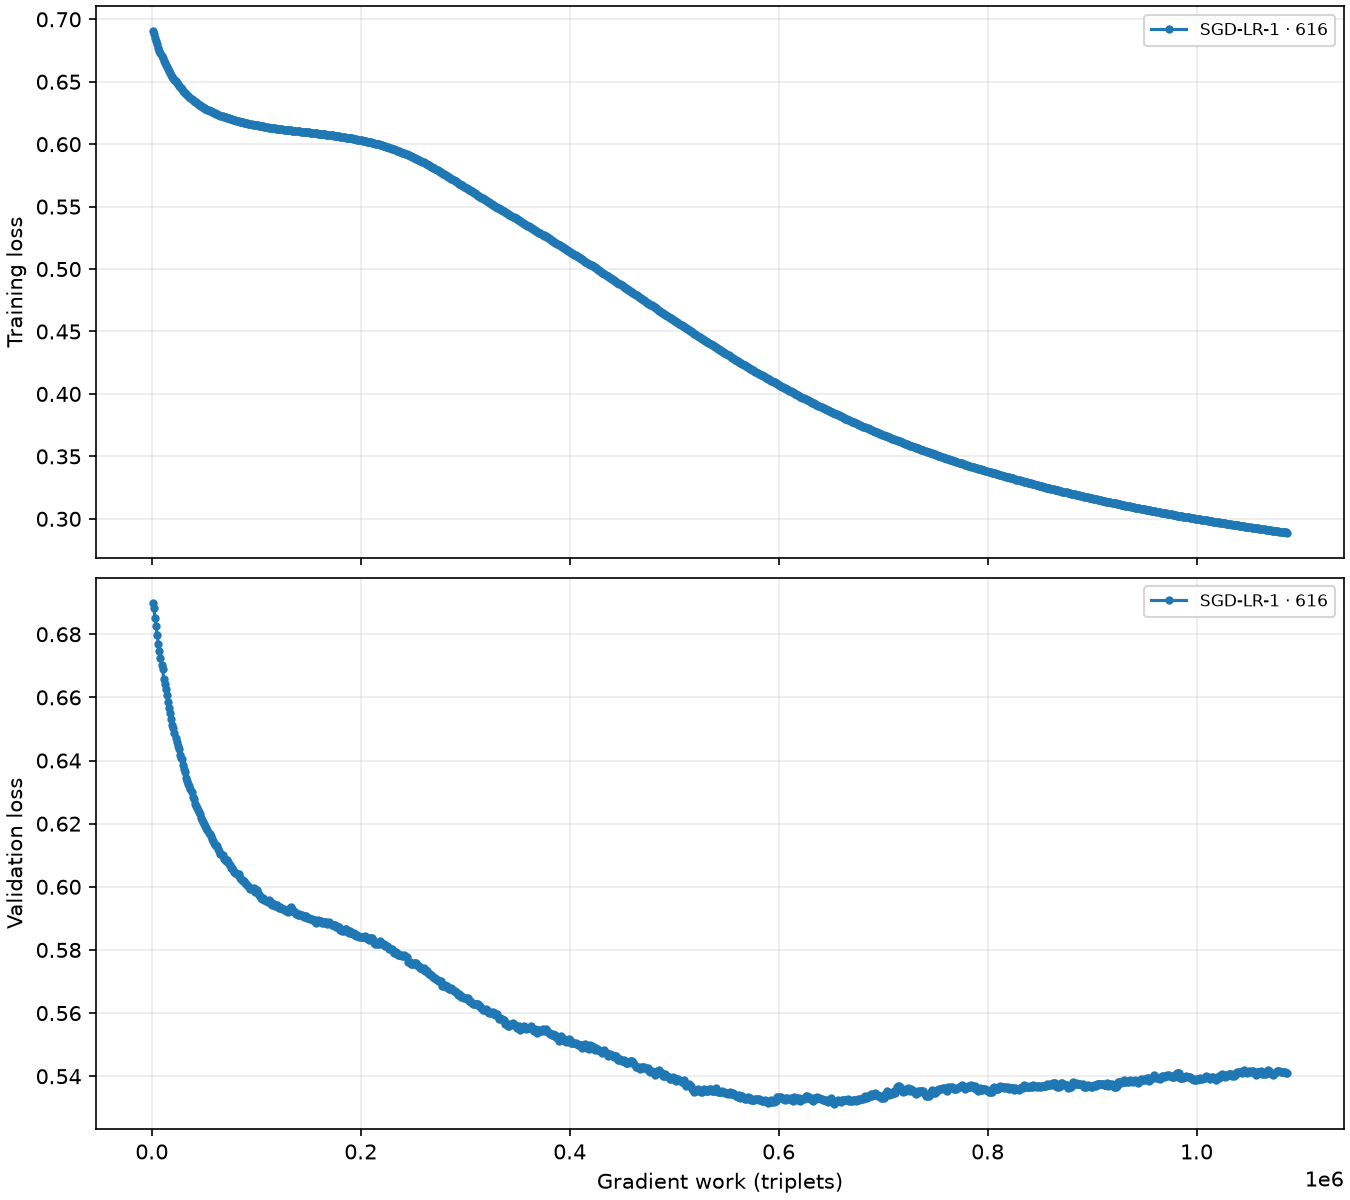 SGD-LR-1 · 616
Training loss
0.70
0.65
0.60
0.55
0.50
0.45
0.40
0.35
0.30
SGD-LR-1 · 616
Validation loss
0.68
0.66
0.64
0.62
0.60
0.58
0.56
0.54
0.0 0.2 0.4 0.6 0.8 1.0
1e6
Gradient work (triplets)